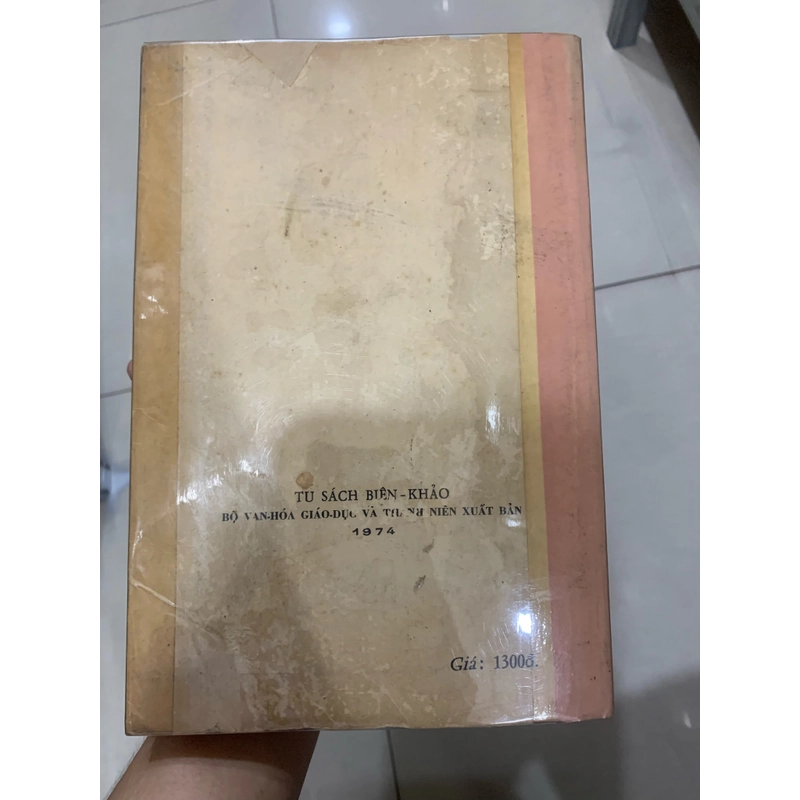 TỦ SÁCH BIÊN-KHẢO
BỘ VĂN-HÓA GIÁO-DỤC VÀ THANH NIÊN XUẤT BẢN
1974
Giá: 1300đ.